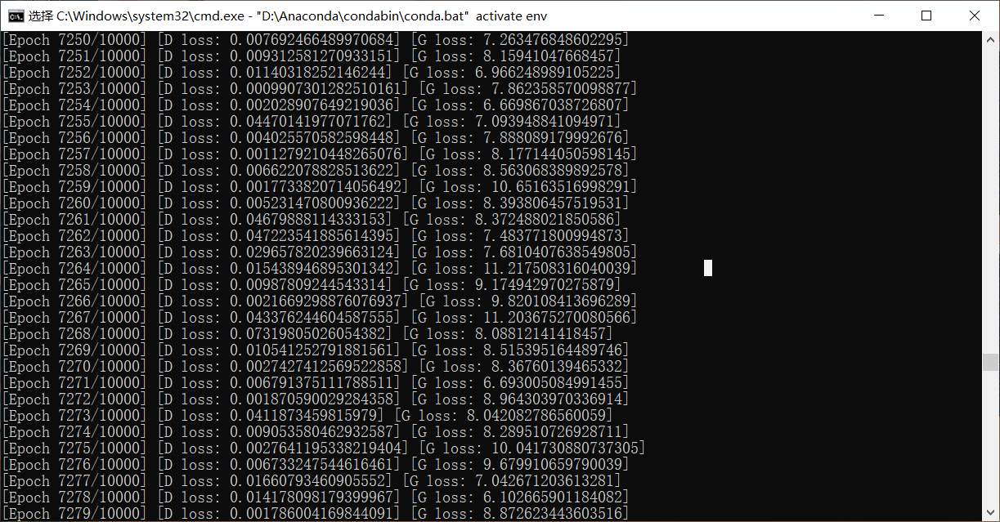 选择 C:\Windows\system32\cmd.exe - "D:\Anaconda\condabin\conda.bat" activate env
[Epoch 7250/10000] [D loss: 0.007692466489970684] [G loss: 7.263476848602295]
[Epoch 7251/10000] [D loss: 0.009312581270933151] [G loss: 8.15941047668457]
[Epoch 7252/10000] [D loss: 0.01140318252146244] [G loss: 6.966248989105225]
[Epoch 7253/10000] [D loss: 0.0009907301282510161] [G loss: 7.862358570098877]
[Epoch 7254/10000] [D loss: 0.002028907649219036] [G loss: 6.669867038726807]
[Epoch 7255/10000] [D loss: 0.04470141977071762] [G loss: 7.093948841094971]
[Epoch 7256/10000] [D loss: 0.004025570582598448] [G loss: 7.888089179992676]
[Epoch 7257/10000] [D loss: 0.0011279210448265076] [G loss: 8.177144050598145]
[Epoch 7258/10000] [D loss: 0.006622078828513622] [G loss: 8.563068389892578]
[Epoch 7259/10000] [D loss: 0.0017733820714056492] [G loss: 10.65163516998291]
[Epoch 7260/10000] [D loss: 0.005231470800936222] [G loss: 8.393806457519531]
[Epoch 7261/10000] [D loss: 0.04679888114333153] [G loss: 8.372488021850586]
[Epoch 7262/10000] [D loss: 0.047223541885614395] [G loss: 7.483771800994873]
[Epoch 7263/10000] [D loss: 0.029657820239663124] [G loss: 7.6810407638549805]
[Epoch 7264/10000] [D loss: 0.015438946895301342] [G loss: 11.217508316040039]
[Epoch 7265/10000] [D loss: 0.00987809244543314] [G loss: 9.174942970275879]
[Epoch 7266/10000] [D loss: 0.0021669298876076937] [G loss: 9.820108413696289]
[Epoch 7267/10000] [D loss: 0.043376244604587555] [G loss: 11.203675270080566]
[Epoch 7268/10000] [D loss: 0.07319805026054382] [G loss: 8.08812141418457]
[Epoch 7269/10000] [D loss: 0.010541252791881561] [G loss: 8.515395164489746]
[Epoch 7270/10000] [D loss: 0.0027427412569522858] [G loss: 8.36760139465332]
[Epoch 7271/10000] [D loss: 0.006791375111788511] [G loss: 6.693005084991455]
[Epoch 7272/10000] [D loss: 0.001870590029284358] [G loss: 8.964303970336914]
[Epoch 7273/10000] [D loss: 0.0411873459815979] [G loss: 8.042082786560059]
[Epoch 7274/10000] [D loss: 0.009053580462932587] [G loss: 8.289510726928711]
[Epoch 7275/10000] [D loss: 0.0027641195338219404] [G loss: 10.041730880737305]
[Epoch 7276/10000] [D loss: 0.006733247544616461] [G loss: 9.679910659790039]
[Epoch 7277/10000] [D loss: 0.01660793460905552] [G loss: 7.042671203613281]
[Epoch 7278/10000] [D loss: 0.014178098179399967] [G loss: 6.102665901184082]
[Epoch 7279/10000] [D loss: 0.001786004169844091] [G loss: 8.872623443603516]